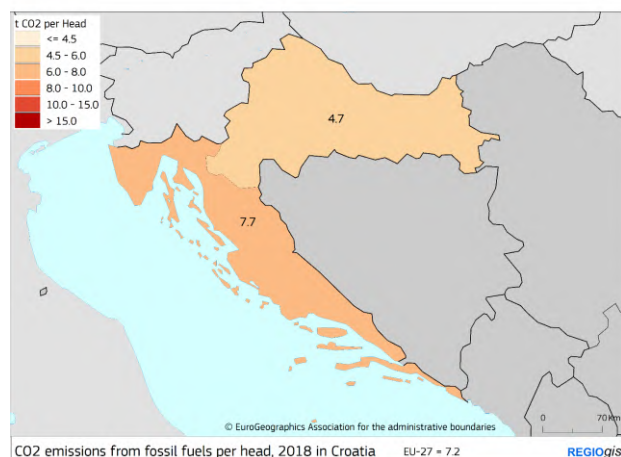 t CO2 per Head
<= 4.5
4.5 - 6.0
6.0 - 8.0
8.0 - 10.0
10.0 - 15.0
> 15.0
4.7
7.7
© EuroGeographics Association for the administrative boundaries
0 70 Km
CO2 emissions from fossil fuels per head, 2018 in Croatia EU-27 = 7.2 REGIOgis